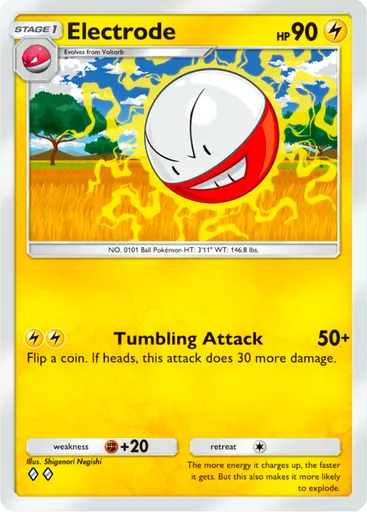 STAGE 1 Electrode HP 90
Evolves from Voltorb
NO. 0101 Ball Pokémon HT: 3'11" WT: 146.8 lbs.
Tumbling Attack 50+
Flip a coin. If heads, this attack does 30 more damage.
weakness +20 retreat
Illus. Shigenori Negishi
The more energy it charges up, the faster
it gets. But this also makes it more likely
to explode.